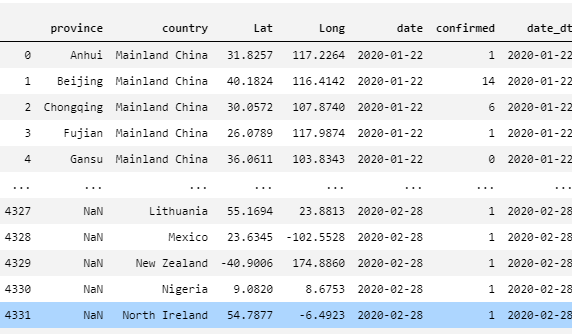 province country Lat Long date confirmed date_dt
0 Anhui Mainland China 31.8257 117.2264 2020-01-22 1 2020-01-22
1 Beijing Mainland China 40.1824 116.4142 2020-01-22 14 2020-01-22
2 Chongqing Mainland China 30.0572 107.8740 2020-01-22 6 2020-01-22
3 Fujian Mainland China 26.0789 117.9874 2020-01-22 1 2020-01-22
4 Gansu Mainland China 36.0611 103.8343 2020-01-22 0 2020-01-22
... ... ... ... ... ... ... ...
4327 NaN Lithuania 55.1694 23.8813 2020-02-28 1 2020-02-28
4328 NaN Mexico 23.6345 -102.5528 2020-02-28 1 2020-02-28
4329 NaN New Zealand -40.9006 174.8860 2020-02-28 1 2020-02-28
4330 NaN Nigeria 9.0820 8.6753 2020-02-28 1 2020-02-28
4331 NaN North Ireland 54.7877 -6.4923 2020-02-28 1 2020-02-28